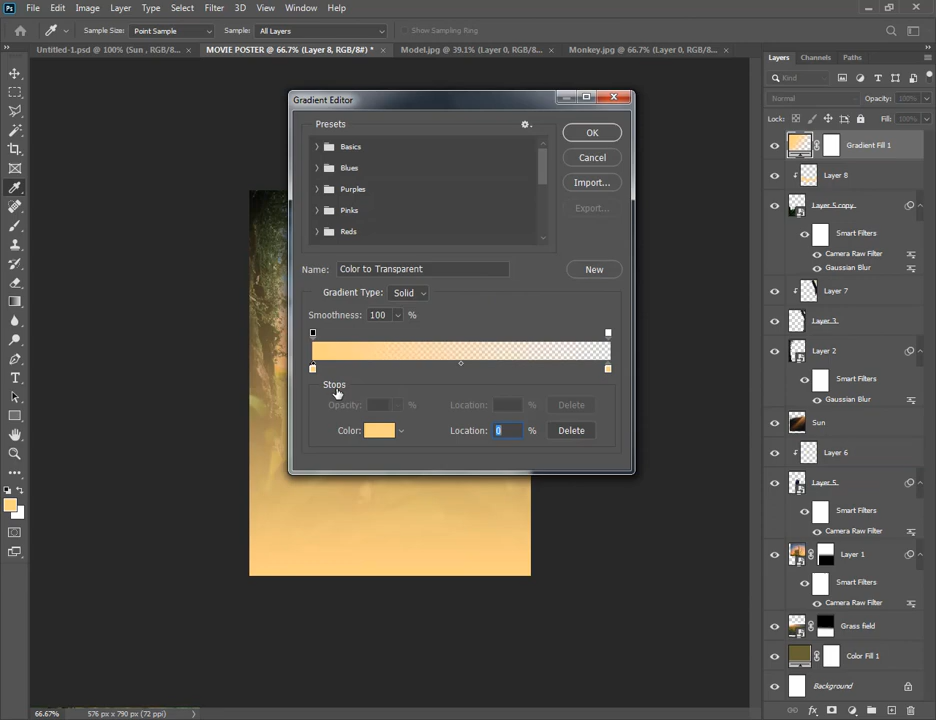 Ps File Edit Image Layer Type Select Filter 3D View Window Help
Sample Size: Point Sample Sample: All Layers Show Sampling Ring
Untitled-1.psd @ 100% (Sun , RGB/8... × MOVIE POSTER @ 66.7% (Layer 8, RGB/8#) * × Model.jpg @ 39.1% (Layer 0, RGB/8... × Monkey.jpg @ 66.7% (Layer 0, RGB/8... ×
Layers Channels Paths
Kind
Normal Opacity: 100%
Lock: Fill: 100%
Gradient Fill 1
Layer 8
Layer 5 copy
Smart Filters
Camera Raw Filter
Gaussian Blur
Layer 7
Layer 3
Layer 2
Smart Filters
Gaussian Blur
Sun
Layer 6
Layer 5
Smart Filters
Camera Raw Filter
Layer 1
Smart Filters
Camera Raw Filter
Grass field
Color Fill 1
Background
Gradient Editor
Presets
Basics
Blues
Purples
Pinks
Reds
OK
Cancel
Import...
Export...
Name: Color to Transparent
New
Gradient Type: Solid
Smoothness: 100 %
Stops
Opacity: % Location: % Delete
Color: Location: 0 % Delete
66.67% 576 px x 790 px (72 ppi)